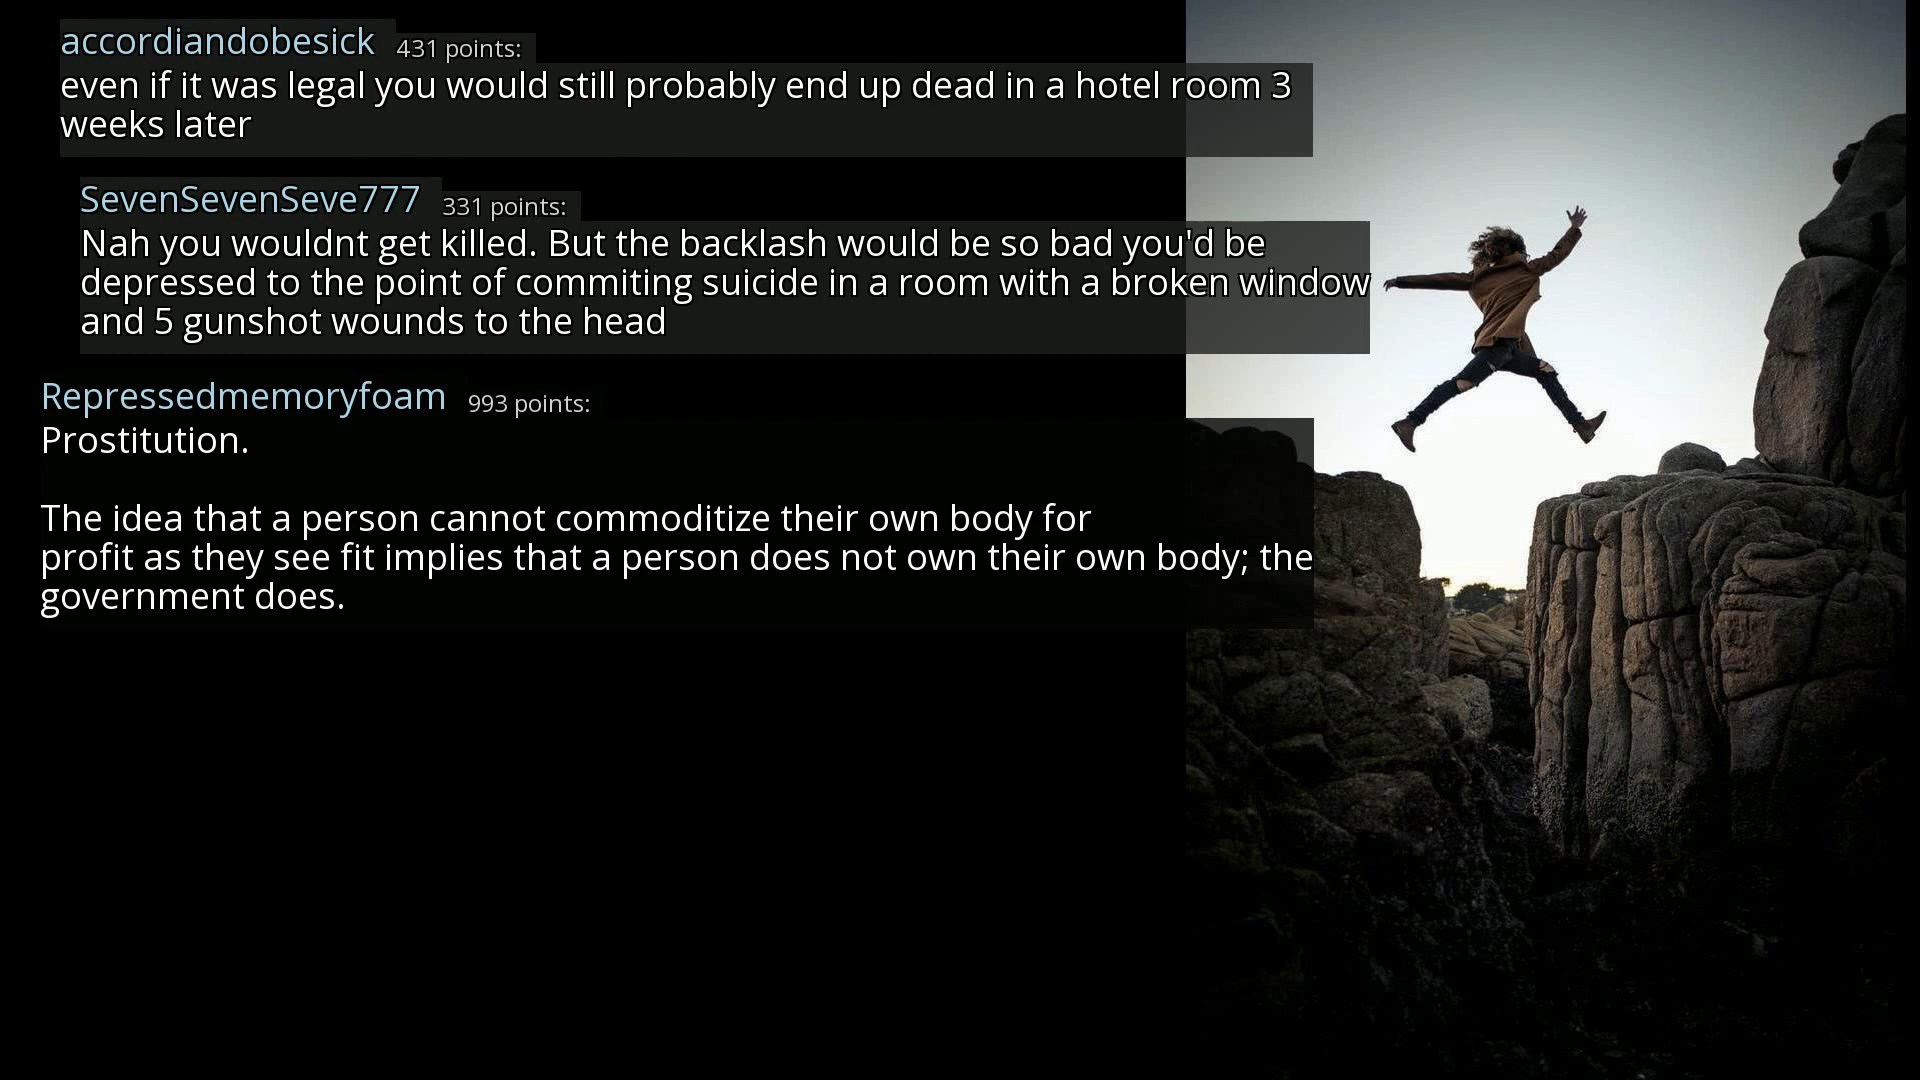 accordiandobesick 431 points:
even if it was legal you would still probably end up dead in a hotel room 3
weeks later
SevenSevenSeve777 331 points:
Nah you wouldnt get killed. But the backlash would be so bad you'd be
depressed to the point of commiting suicide in a room with a broken window
and 5 gunshot wounds to the head
Repressedmemoryfoam 993 points:
Prostitution.
The idea that a person cannot commoditize their own body for
profit as they see fit implies that a person does not own their own body; the
government does.